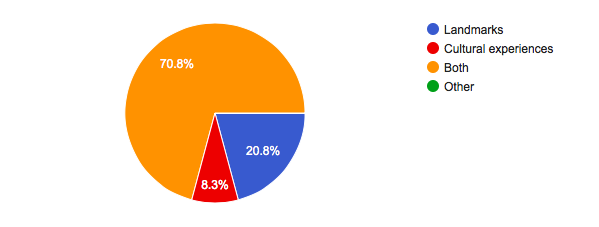 70.8%
20.8%
8.3%
Landmarks
Cultural experiences
Both
Other